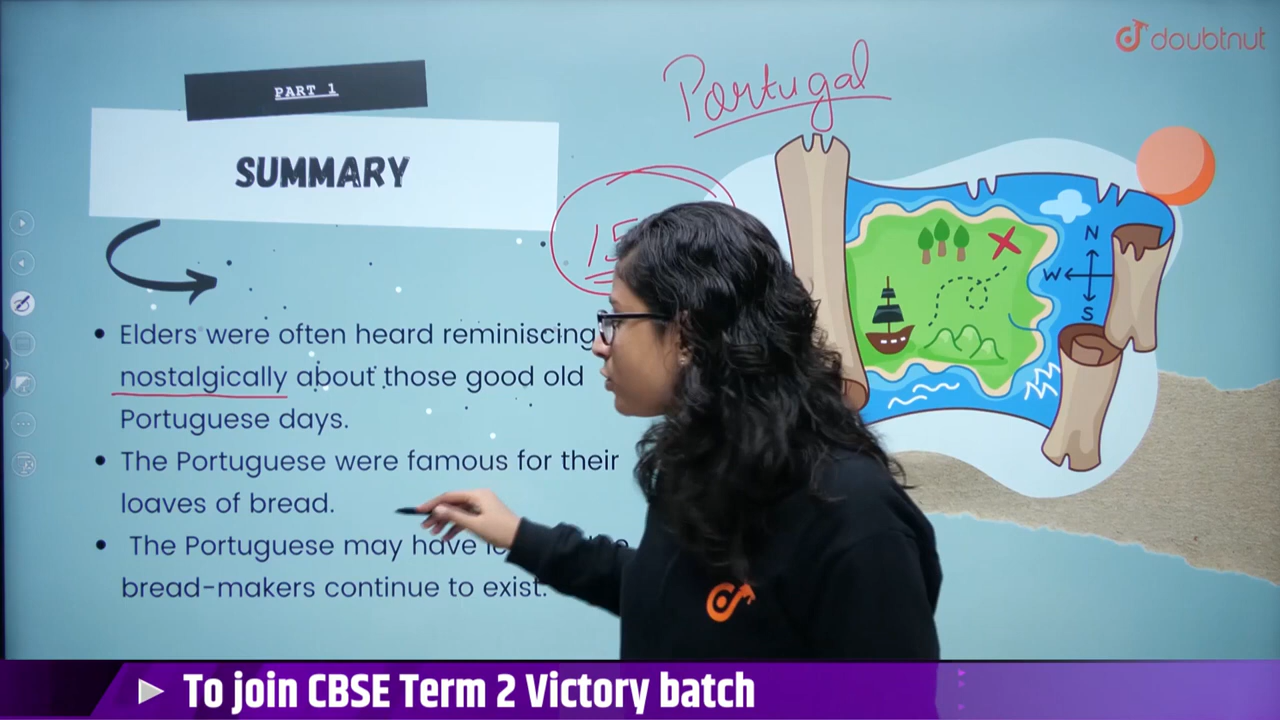 doubtnut
Portugal
PART 1
SUMMARY
15
N
W
S
• Elders were often heard reminiscing
nostalgically about those good old
Portuguese days.
• The Portuguese were famous for their
loaves of bread.
• The Portuguese may have
bread-makers continue to exist.
To join CBSE Term 2 Victory batch